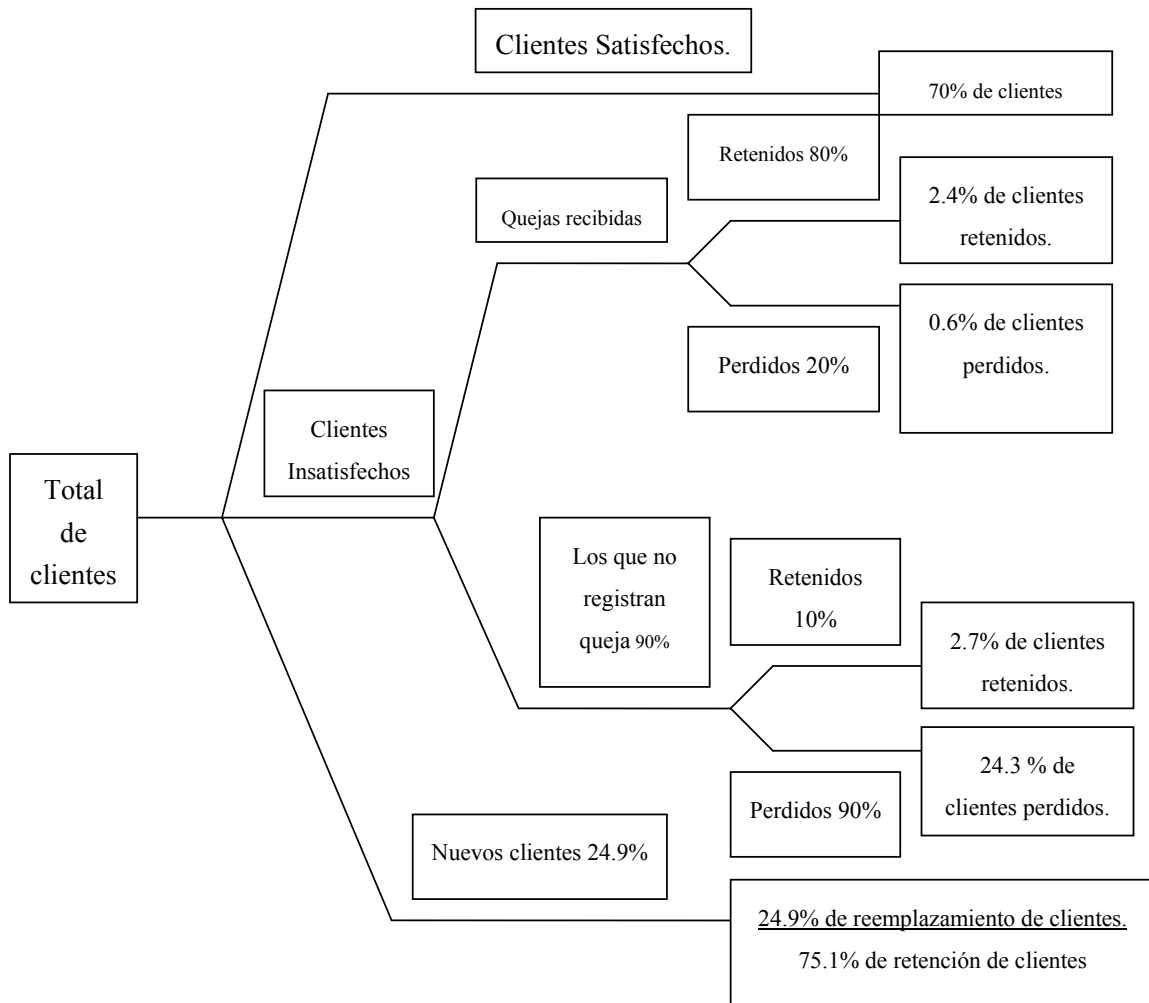 Clientes Satisfechos.
70% de clientes
Retenidos 80%
Quejas recibidas
2.4% de clientes
retenidos.
0.6% de clientes
perdidos.
Perdidos 20%
Clientes
Insatisfechos
Total
de
clientes
Los que no
registran
queja 90%
Retenidos
10%
2.7% de clientes
retenidos.
24.3 % de
clientes perdidos.
Perdidos 90%
Nuevos clientes 24.9%
24.9% de reemplazamiento de clientes.
75.1% de retención de clientes